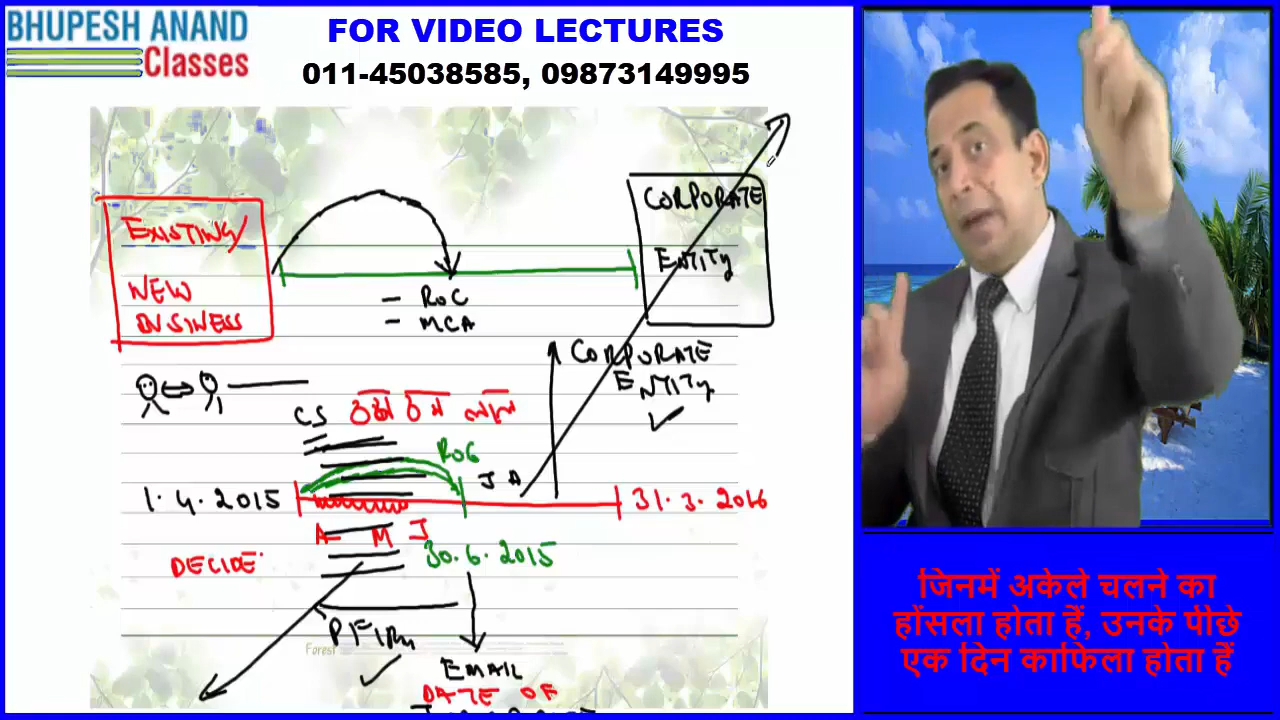 BHUPESH ANAND
Classes
FOR VIDEO LECTURES
011-45038585, 09873149995
EXISTING/
NEW
BUSINESS
- ROC
- MCA
CORPORATE
ENTITY
CORPORATE
ENTITY
CS
ROC
J A
1.4.2015
31.3.2016
A M J
DECIDE
30.6.2015
PFIRM
Forest
EMAIL
DATE OF
जिनमें अकेले चलने का
होंसला होता हें, उनके पीछे
एक दिन काफिला होता हें